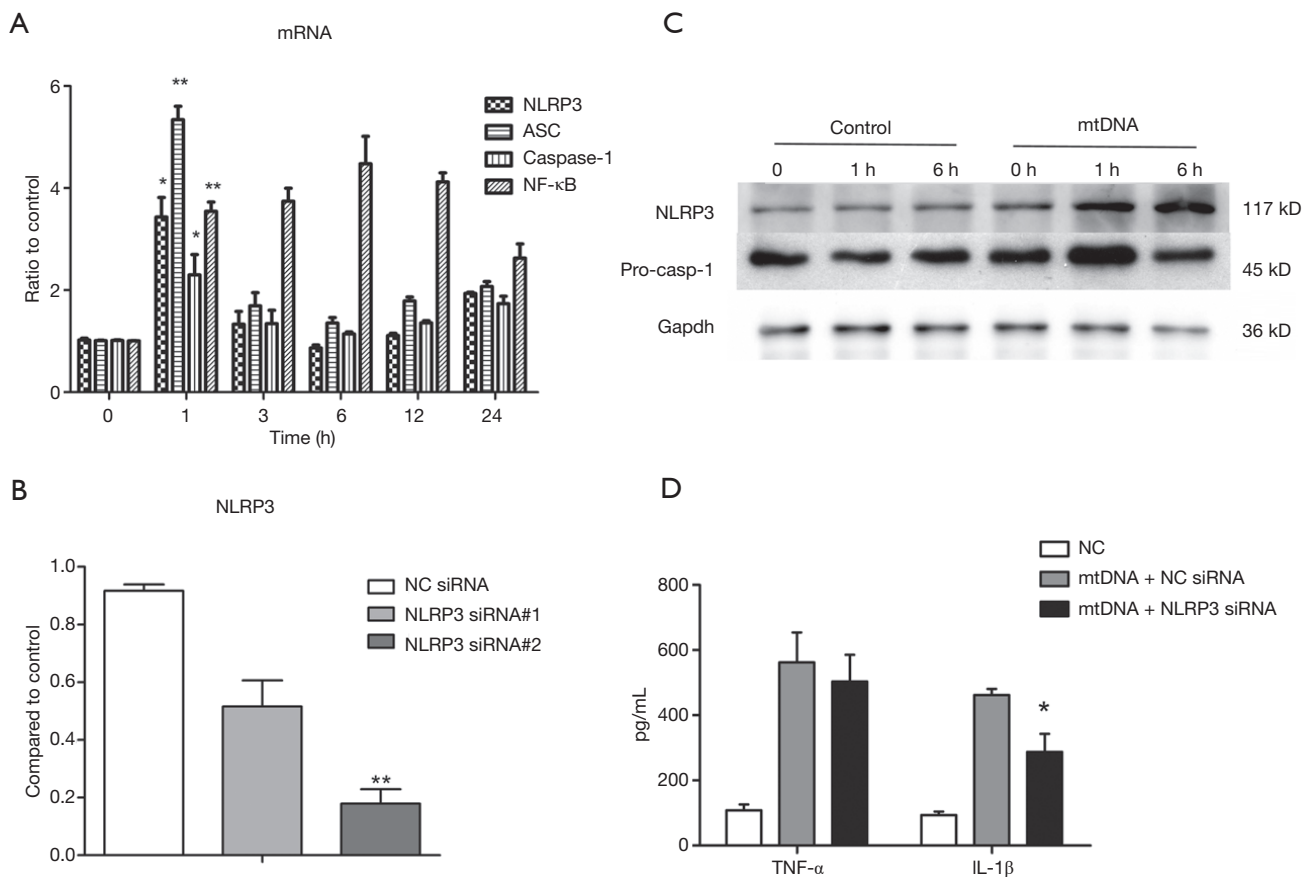 A
mRNA
6
4
2
0
Ratio to control
**
*
*
**
NLRP3
ASC
Caspase-1
NF-κB
0 1 3 6 12 24
Time (h)
B
NLRP3
1.0
0.8
0.6
0.4
0.2
0.0
Compared to control
**
NC siRNA
NLRP3 siRNA#1
NLRP3 siRNA#2
C
Control mtDNA
0 1 h 6 h 0 h 1 h 6 h
NLRP3 117 kD
Pro-casp-1 45 kD
Gapdh 36 kD
D
NC
mtDNA + NC siRNA
mtDNA + NLRP3 siRNA
800
600
400
200
0
pg/mL
*
TNF-α IL-1β